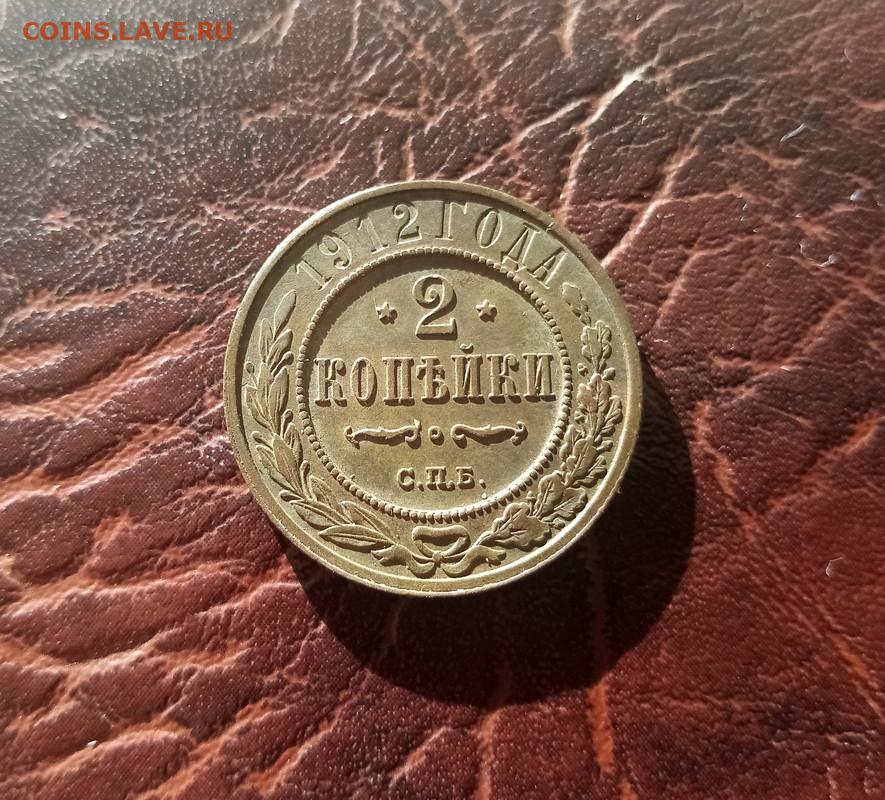 COINS.LAVE.RU
1912 ГОДА
2
КОПѢЙКИ
С.П.Б.